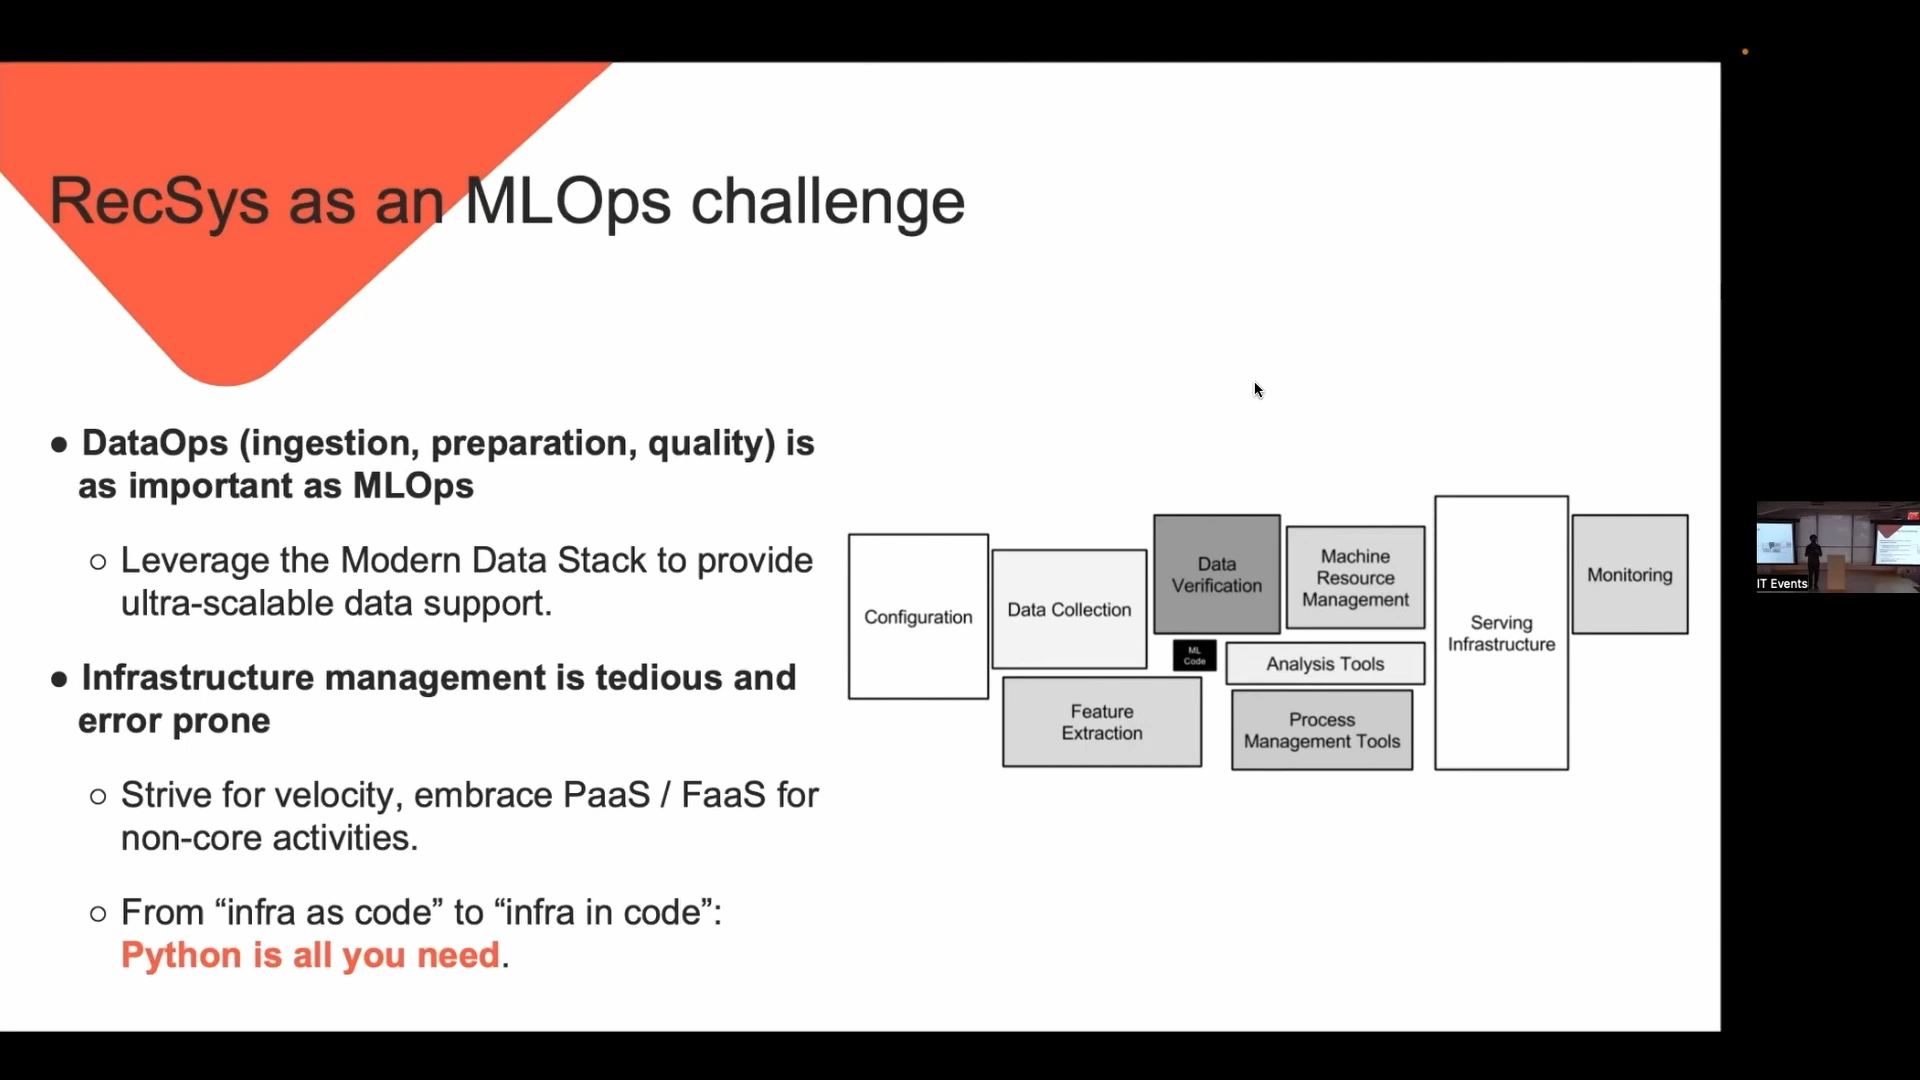 RecSys as an MLOps challenge
● DataOps (ingestion, preparation, quality) is
as important as MLOps
○ Leverage the Modern Data Stack to provide
ultra-scalable data support.
● Infrastructure management is tedious and
error prone
○ Strive for velocity, embrace PaaS / FaaS for
non-core activities.
○ From “infra as code” to “infra in code”:
Python is all you need.
Configuration
Data Collection
Data
Verification
Machine
Resource
Management
ML
Code
Analysis Tools
Feature
Extraction
Process
Management Tools
Serving
Infrastructure
Monitoring
IT Events